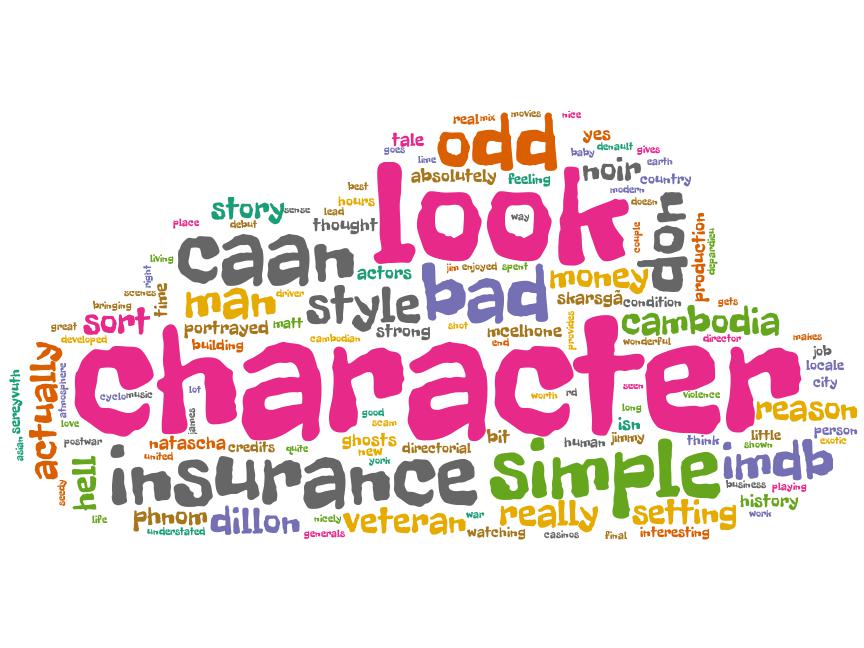 real mix movies nice
tale odd yes
goes lime baby denault gives
absolutely feeling noir earth
country modern
look
best hours doesn
story sense lead way don
place debut thought couple production depardieu
caan
living actors jim enjoyed spent money
right scenes time man driver style bad skarsgå condition gets
bringing
great sort portrayed matt strong shot mcelhone provides cambodia
building cambodian end wonderful director makes
character
developed job
actually atmosphere locale
sereyvuth cyclo music lot worth rd seen violence city
james good long reason
love scam isn person
asian postwar natascha credits quite ghosts directorial bit human jimmy think little shown exotic
united new
hell insurance york simple imdb
seedy business playing
history
life phnom dillon nicely veteran war really setting work
understated generals watching casinos final interesting